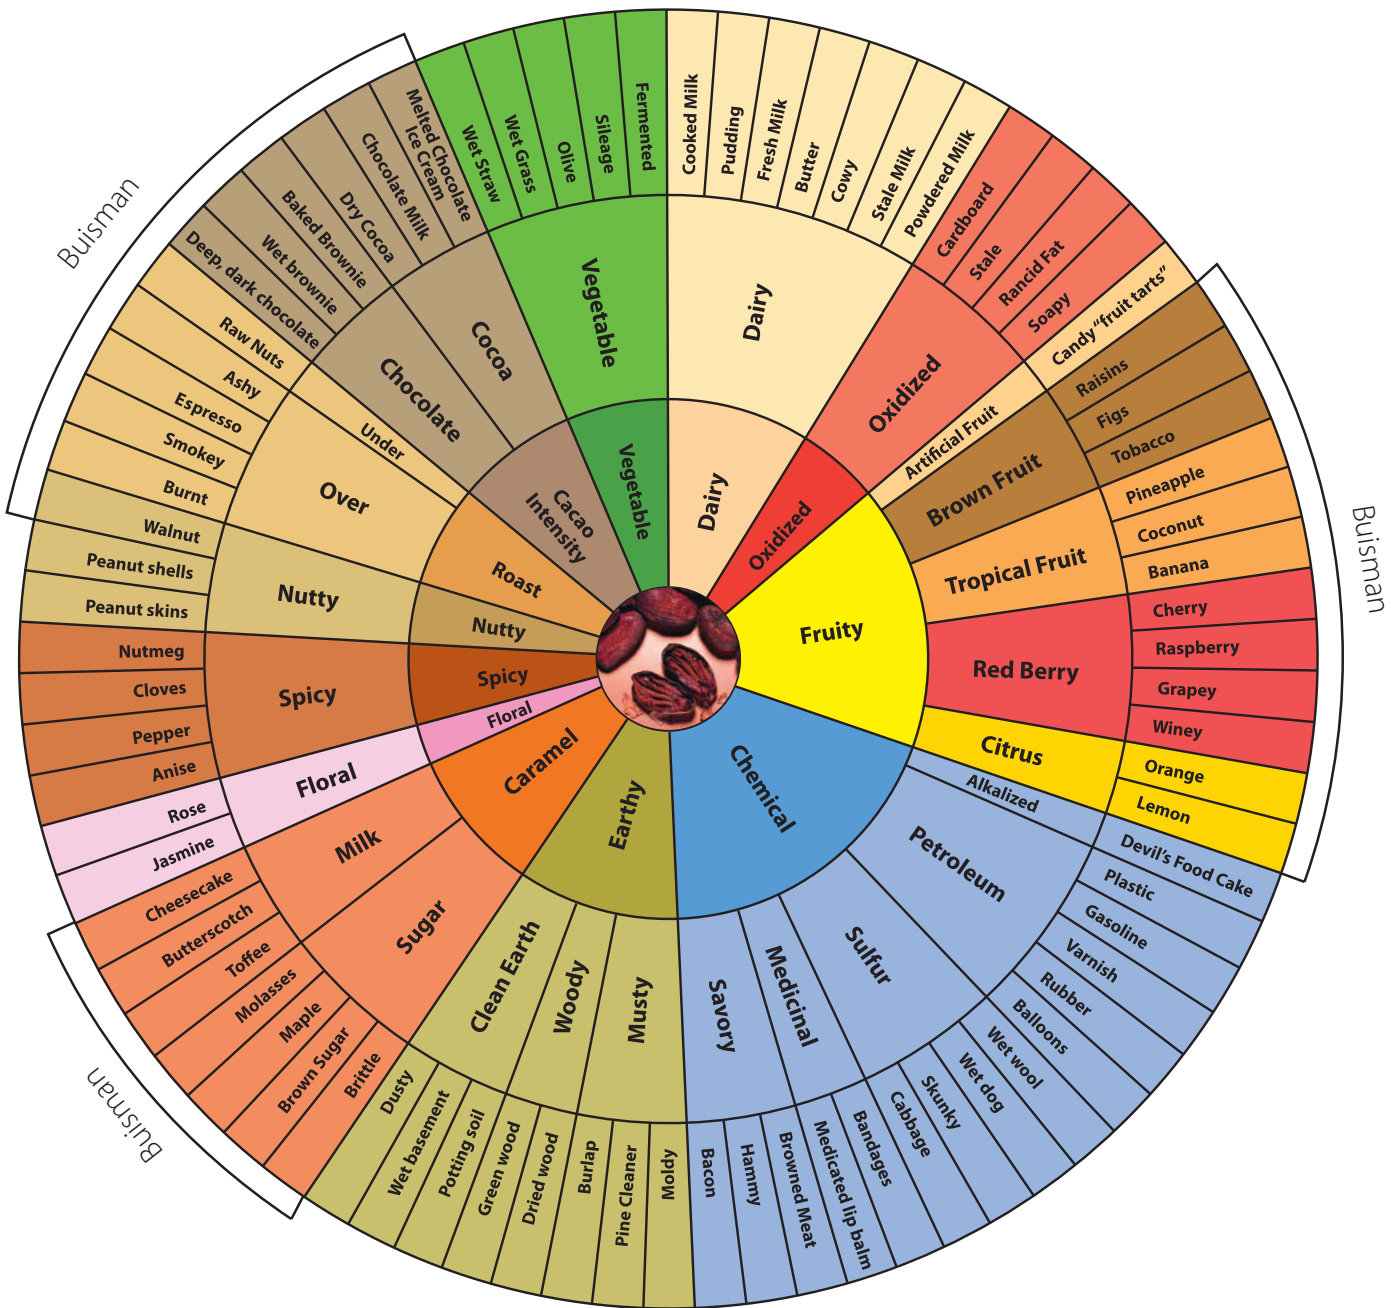 Buisman
Buisman
Buisman
Dairy
Oxidized
Fruity
Chemical
Earthy
Caramel
Floral
Spicy
Nutty
Roast
Cacao
Intensity
Vegetable
Dairy
Oxidized
Artificial Fruit
Brown Fruit
Tropical Fruit
Red Berry
Citrus
Alkalized
Petroleum
Sulfur
Medicinal
Savory
Musty
Woody
Clean Earth
Sugar
Milk
Floral
Spicy
Nutty
Over
Under
Chocolate
Cocoa
Vegetable
Cooked Milk
Pudding
Fresh Milk
Butter
Cowy
Stale Milk
Powdered Milk
Cardboard
Stale
Rancid Fat
Soapy
Candy “fruit tarts”
Raisins
Figs
Tobacco
Pineapple
Coconut
Banana
Cherry
Raspberry
Grapey
Winey
Orange
Lemon
Devil’s Food Cake
Plastic
Gasoline
Varnish
Rubber
Balloons
Wet wool
Wet dog
Skunky
Cabbage
Bandages
Medicated lip balm
Browned Meat
Hammy
Bacon
Moldy
Pine Cleaner
Burlap
Dried wood
Green wood
Potting soil
Wet basement
Dusty
Brittle
Brown Sugar
Maple
Molasses
Toffee
Butterscotch
Cheesecake
Jasmine
Rose
Anise
Pepper
Cloves
Nutmeg
Peanut skins
Peanut shells
Walnut
Burnt
Smokey
Espresso
Ashy
Raw Nuts
Deep, dark chocolate
Wet brownie
Baked Brownie
Dry Cocoa
Chocolate Milk
Melted Chocolate
Ice Cream
Wet Straw
Wet Grass
Olive
Sileage
Fermented